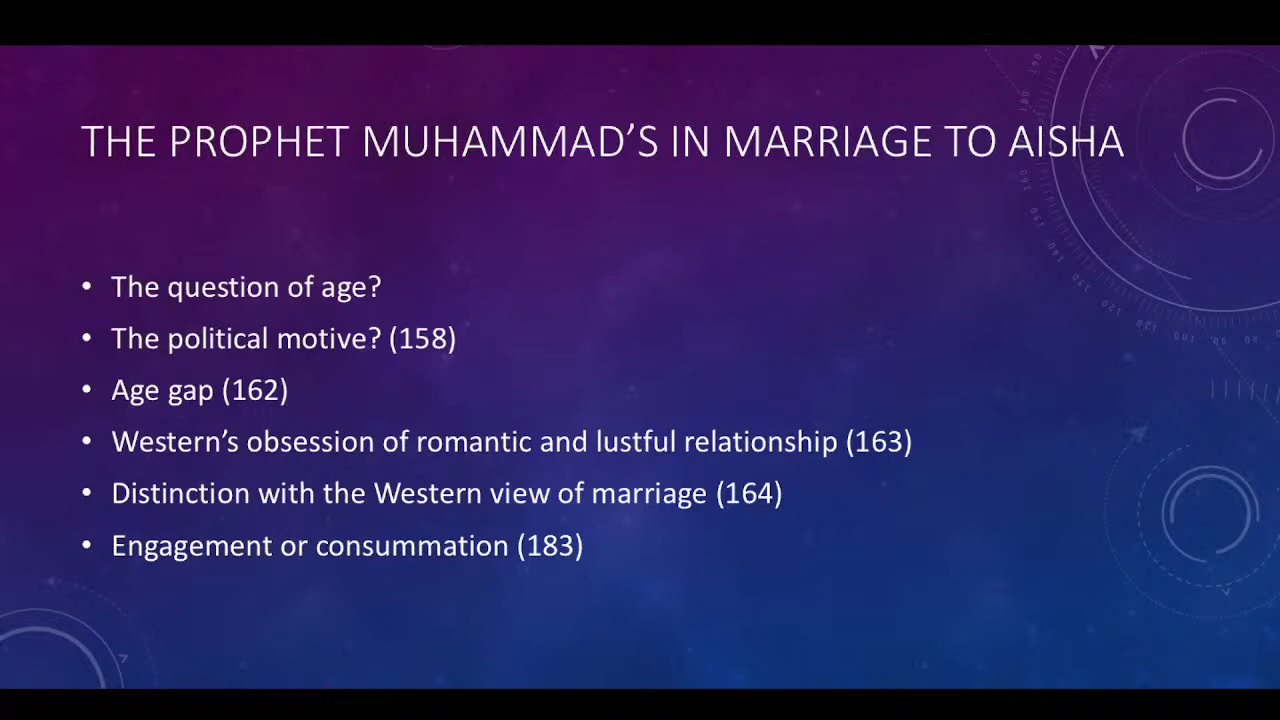 THE PROPHET MUHAMMAD’S IN MARRIAGE TO AISHA
• The question of age?
• The political motive? (158)
• Age gap (162)
• Western’s obsession of romantic and lustful relationship (163)
• Distinction with the Western view of marriage (164)
• Engagement or consummation (183)